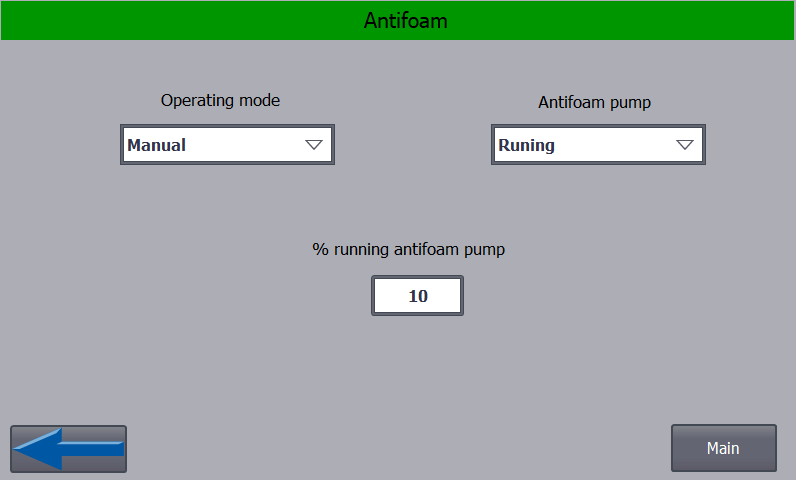 Antifoam
Operating mode
Antifoam pump
Manual
Runing
% running antifoam pump
10
Main